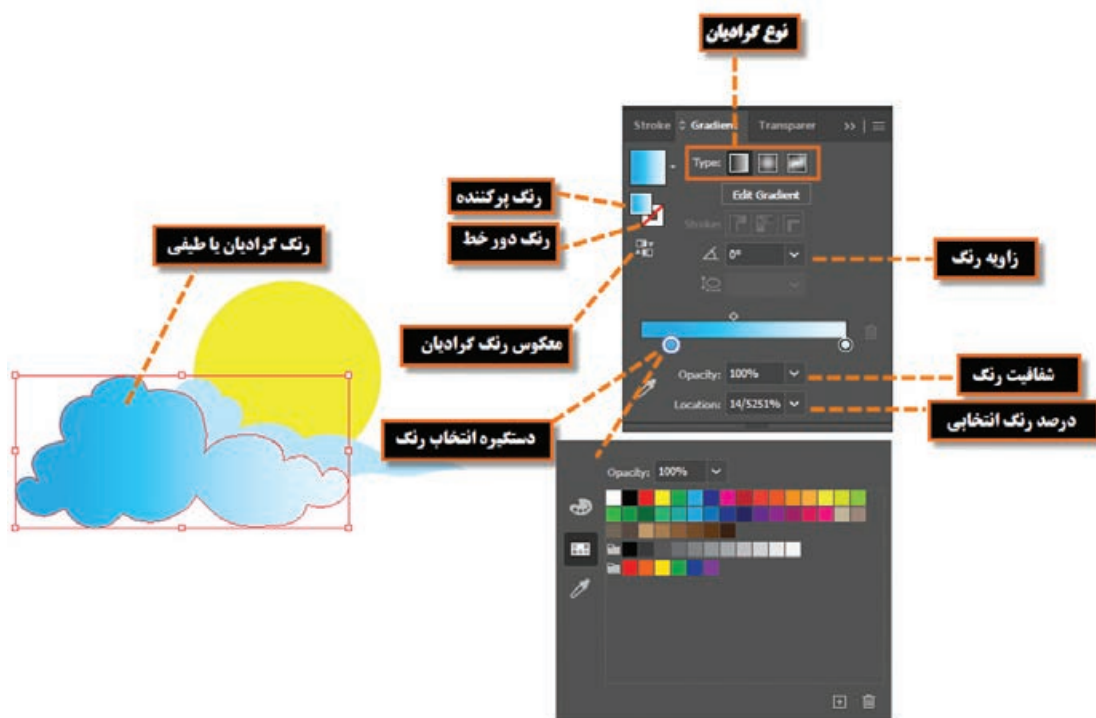 نوع گرادیان
Stroke Gradient Transparer
Type:
رنگ پرکننده
Edit Gradient
رنگ دور خط
Stroke:
رنگ گرادیان یا طیفی
0°
زاویه رنگ
معکوس رنگ گرادیان
Opacity: 100%
شفافیت رنگ
Location: 14/5251%
درصد رنگ انتخابی
دستگیره انتخاب رنگ
Opacity: 100%